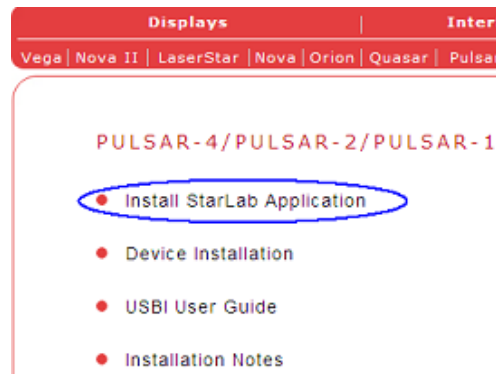 Displays | Inter
Vega | Nova II | LaserStar | Nova | Orion | Quasar | Pulsar
PULSAR-4/PULSAR-2/PULSAR-1
Install StarLab Application
Device Installation
USBI User Guide
Installation Notes